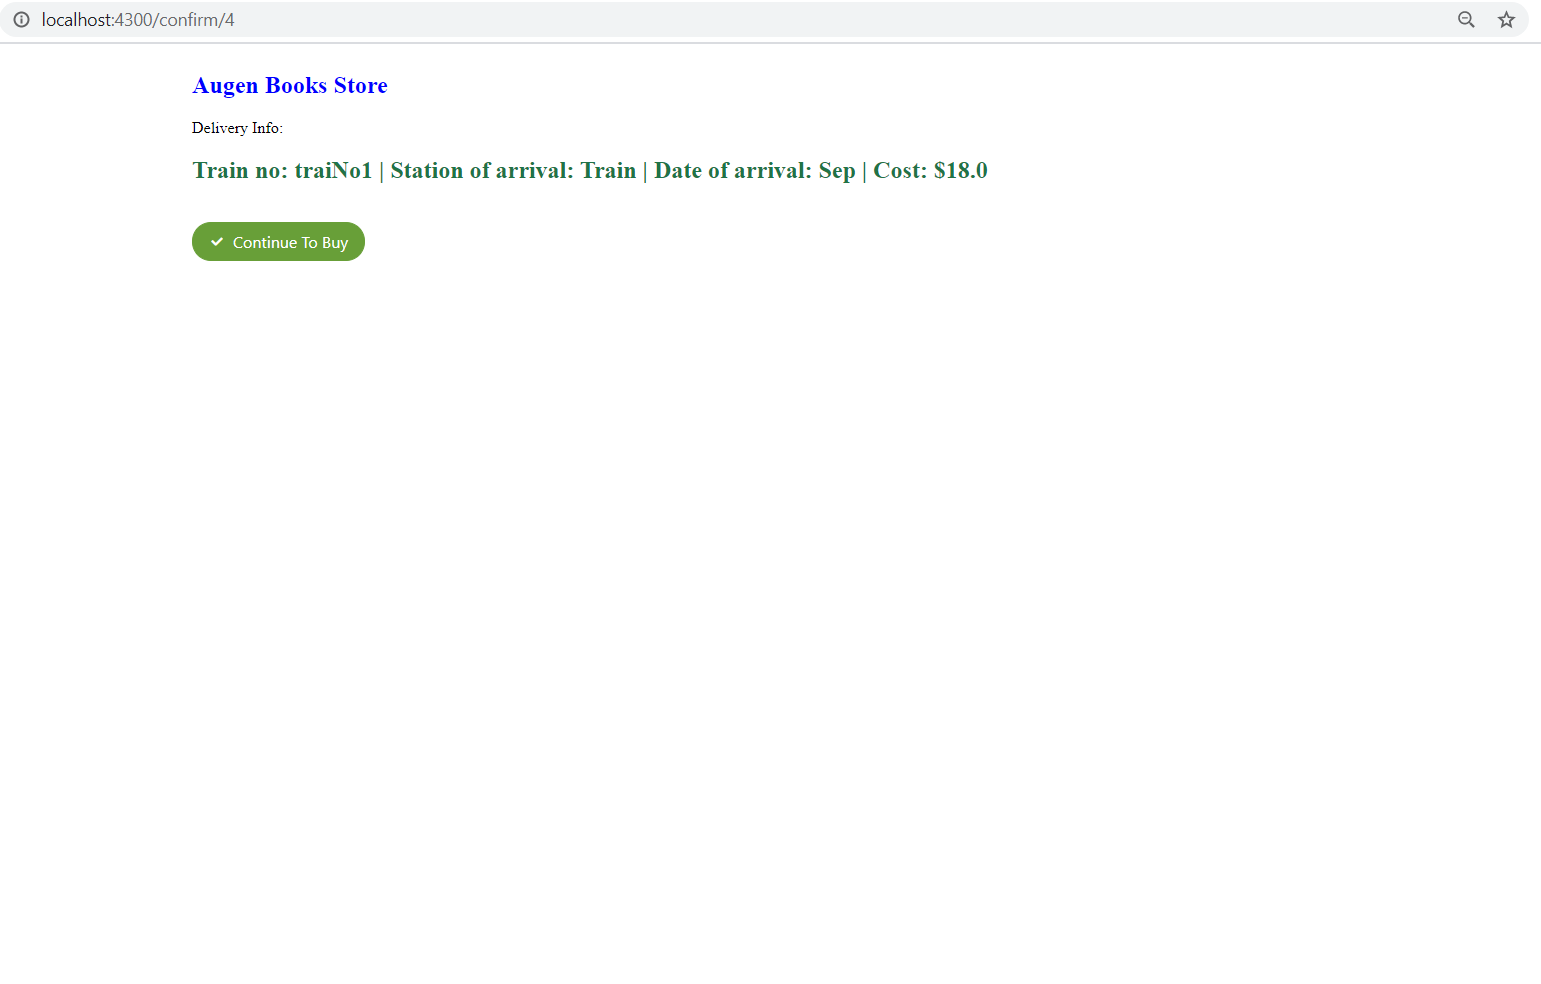 localhost:4300/confirm/4
Augen Books Store
Delivery Info:
Train no: traiNo1 | Station of arrival: Train | Date of arrival: Sep | Cost: $18.0
Continue To Buy